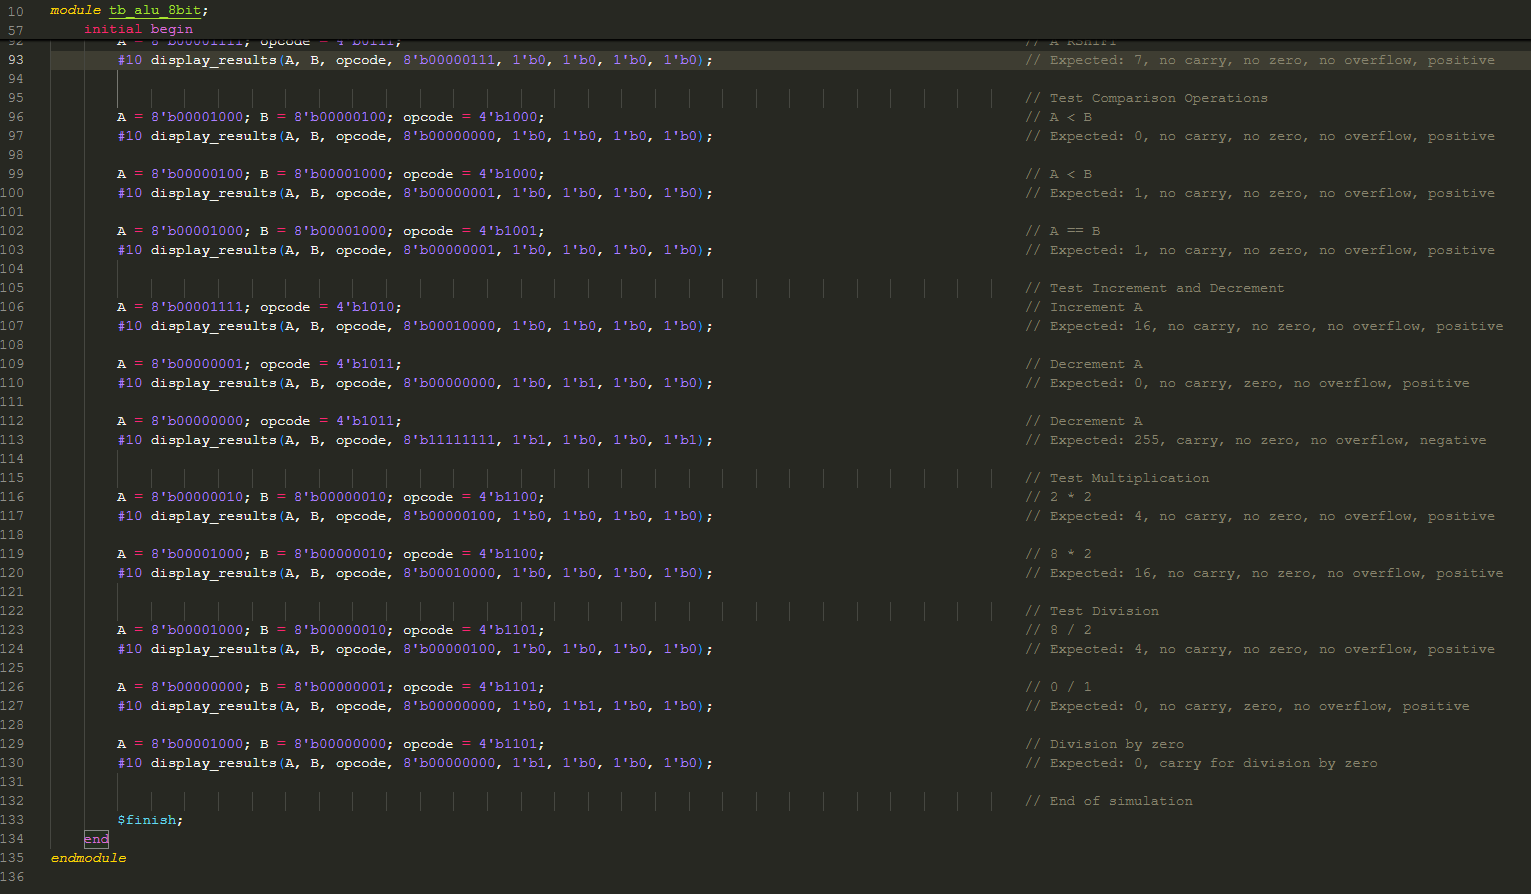 10 module tb_alu_8bit;
57 initial begin
92 A = 8'b00001111; opcode = 4'b0111; // A RShift
93 #10 display_results(A, B, opcode, 8'b00000111, 1'b0, 1'b0, 1'b0, 1'b0); // Expected: 7, no carry, no zero, no overflow, positive
94
95 // Test Comparison Operations
96 A = 8'b00001000; B = 8'b00000100; opcode = 4'b1000; // A < B
97 #10 display_results(A, B, opcode, 8'b00000000, 1'b0, 1'b0, 1'b0, 1'b0); // Expected: 0, no carry, no zero, no overflow, positive
98
99 A = 8'b00000100; B = 8'b00001000; opcode = 4'b1000; // A < B
100 #10 display_results(A, B, opcode, 8'b00000001, 1'b0, 1'b0, 1'b0, 1'b0); // Expected: 1, no carry, no zero, no overflow, positive
101
102 A = 8'b00001000; B = 8'b00001000; opcode = 4'b1001; // A == B
103 #10 display_results(A, B, opcode, 8'b00000001, 1'b0, 1'b0, 1'b0, 1'b0); // Expected: 1, no carry, no zero, no overflow, positive
104
105 // Test Increment and Decrement
106 A = 8'b00001111; opcode = 4'b1010; // Increment A
107 #10 display_results(A, B, opcode, 8'b00010000, 1'b0, 1'b0, 1'b0, 1'b0); // Expected: 16, no carry, no zero, no overflow, positive
108
109 A = 8'b00000001; opcode = 4'b1011; // Decrement A
110 #10 display_results(A, B, opcode, 8'b00000000, 1'b0, 1'b1, 1'b0, 1'b0); // Expected: 0, no carry, zero, no overflow, positive
111
112 A = 8'b00000000; opcode = 4'b1011; // Decrement A
113 #10 display_results(A, B, opcode, 8'b11111111, 1'b1, 1'b0, 1'b0, 1'b1); // Expected: 255, carry, no zero, no overflow, negative
114
115 // Test Multiplication
116 A = 8'b00000010; B = 8'b00000010; opcode = 4'b1100; // 2 * 2
117 #10 display_results(A, B, opcode, 8'b00000100, 1'b0, 1'b0, 1'b0, 1'b0); // Expected: 4, no carry, no zero, no overflow, positive
118
119 A = 8'b00001000; B = 8'b00000010; opcode = 4'b1100; // 8 * 2
120 #10 display_results(A, B, opcode, 8'b00010000, 1'b0, 1'b0, 1'b0, 1'b0); // Expected: 16, no carry, no zero, no overflow, positive
121
122 // Test Division
123 A = 8'b00001000; B = 8'b00000010; opcode = 4'b1101; // 8 / 2
124 #10 display_results(A, B, opcode, 8'b00000100, 1'b0, 1'b0, 1'b0, 1'b0); // Expected: 4, no carry, no zero, no overflow, positive
125
126 A = 8'b00000000; B = 8'b00000001; opcode = 4'b1101; // 0 / 1
127 #10 display_results(A, B, opcode, 8'b00000000, 1'b0, 1'b1, 1'b0, 1'b0); // Expected: 0, no carry, zero, no overflow, positive
128
129 A = 8'b00001000; B = 8'b00000000; opcode = 4'b1101; // Division by zero
130 #10 display_results(A, B, opcode, 8'b00000000, 1'b1, 1'b0, 1'b0, 1'b0); // Expected: 0, carry for division by zero
131
132 // End of simulation
133 $finish;
134 end
135 endmodule
136